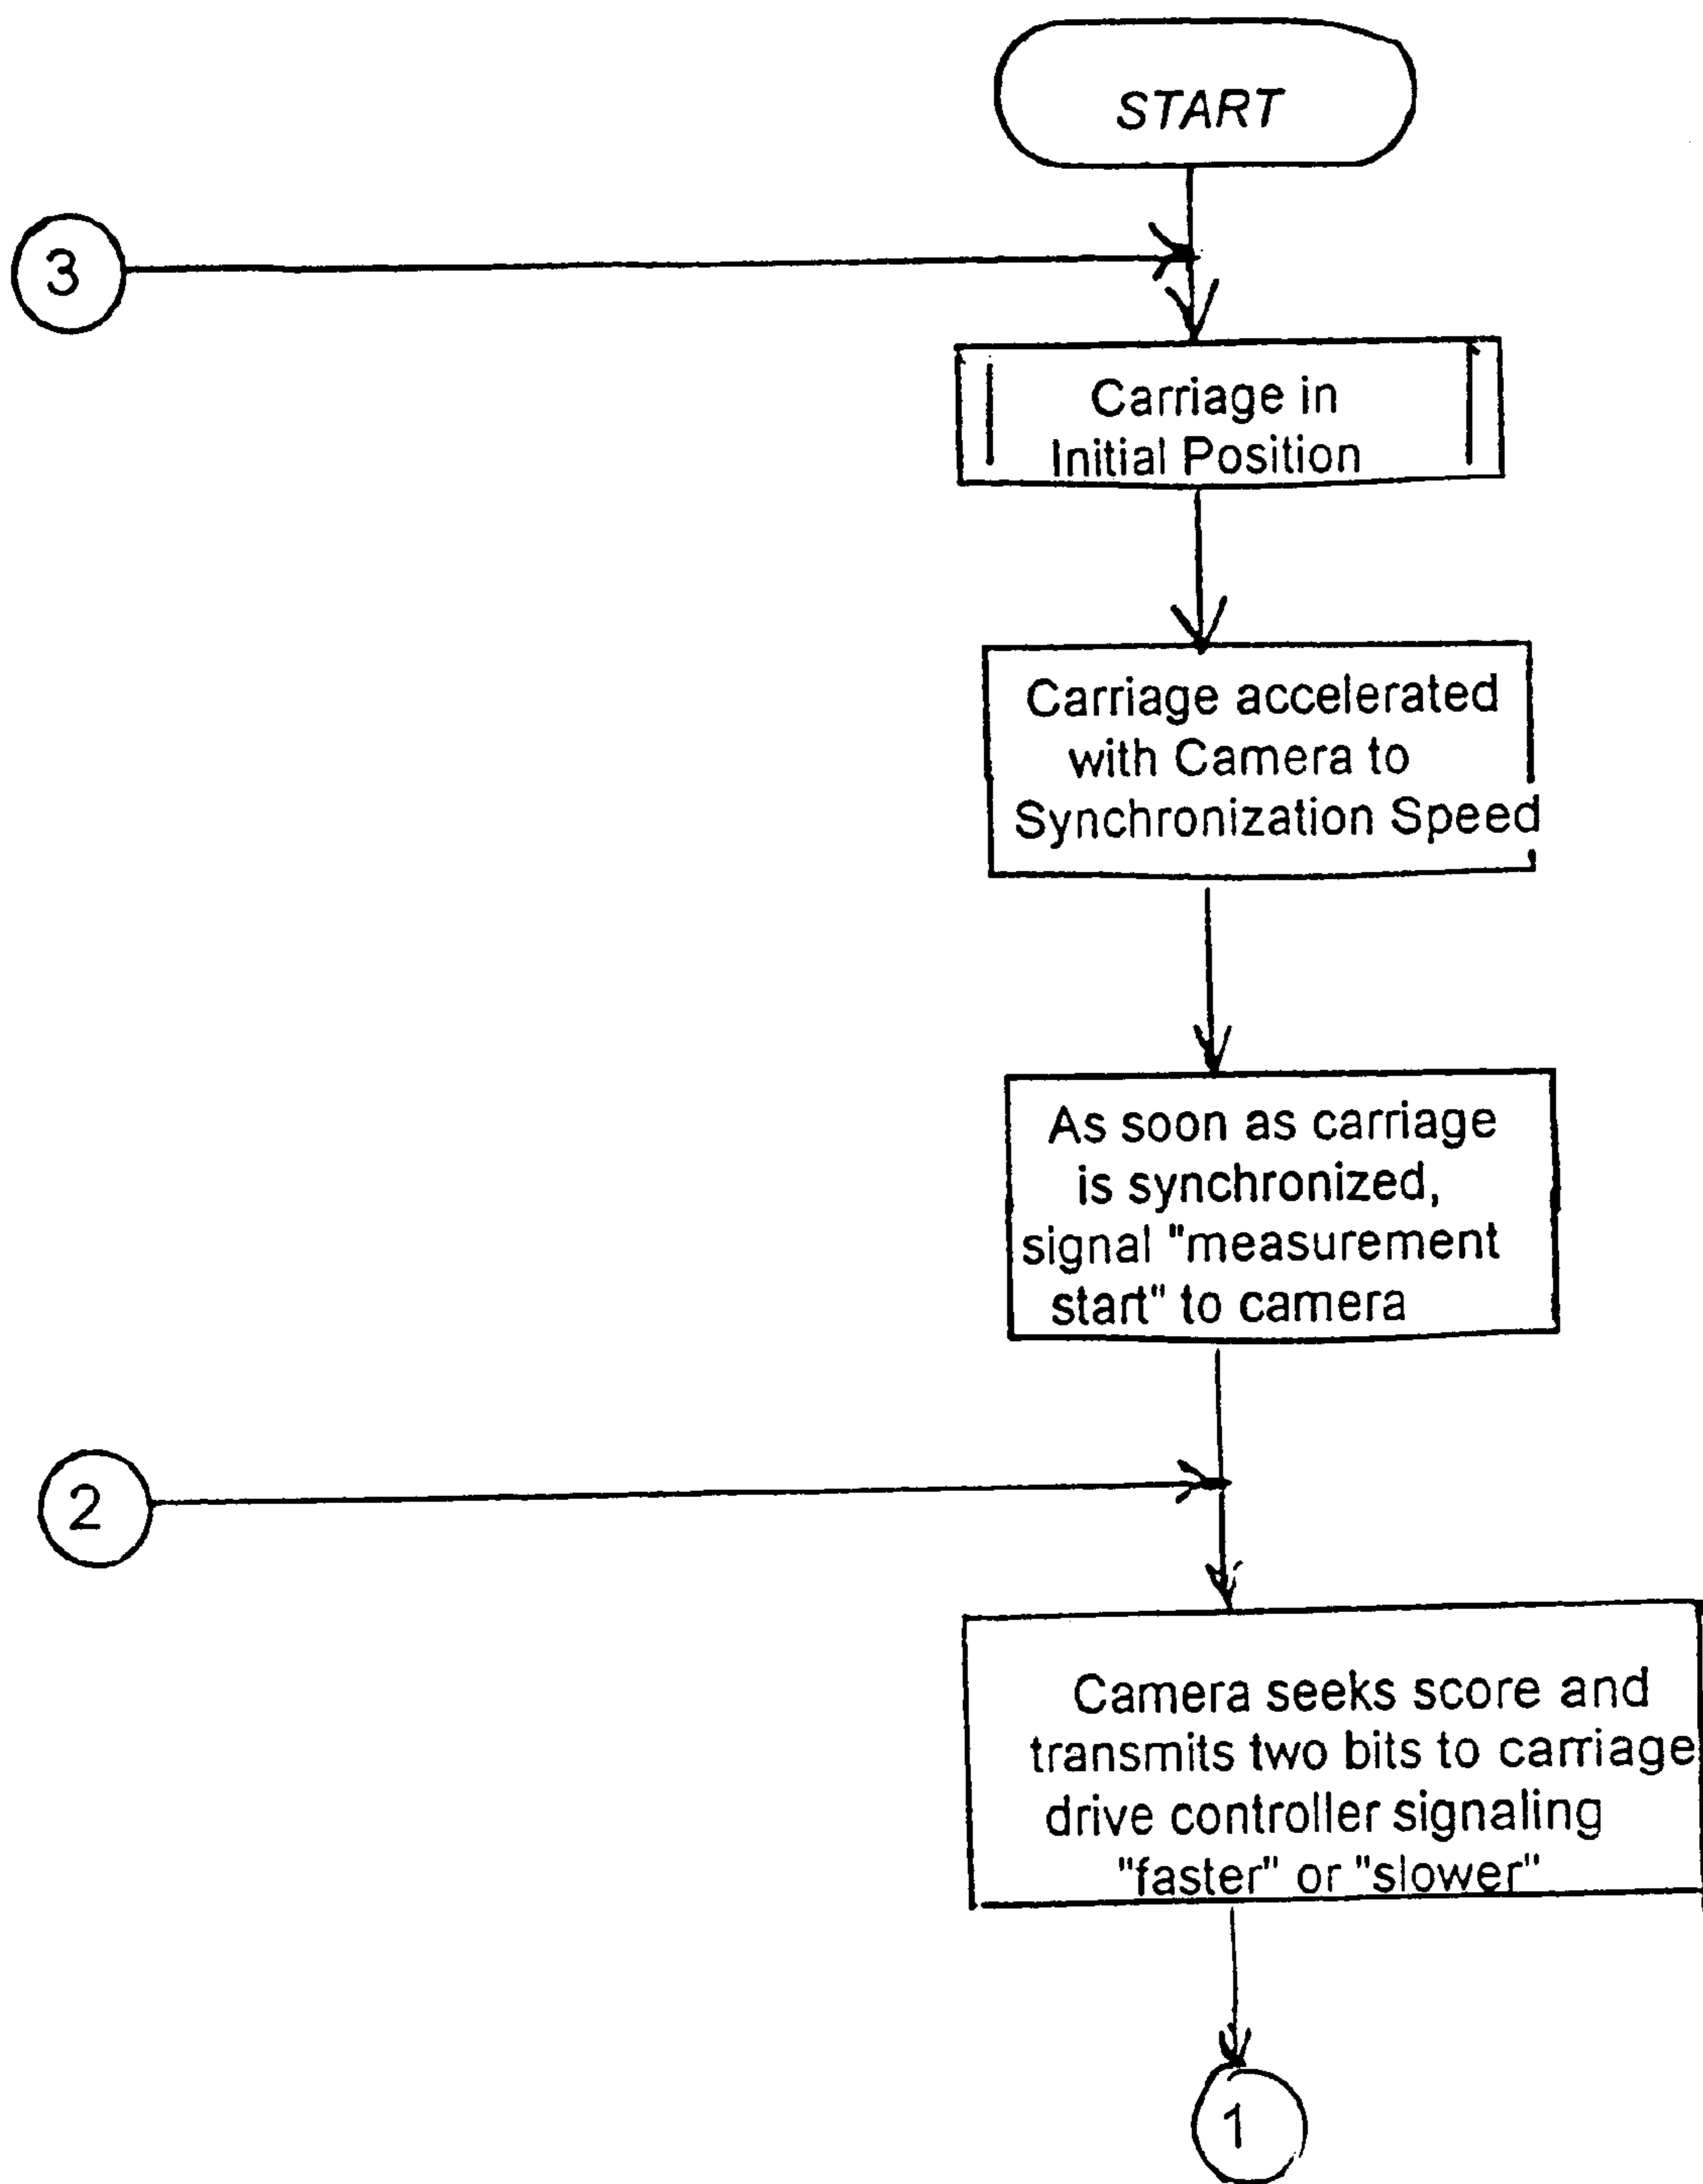 START
3
Carriage in
Initial Position
Carriage accelerated
with Camera to
Synchronization Speed
As soon as carriage
is synchronized,
signal "measurement
start" to camera
2
Camera seeks score and
transmits two bits to carriage
drive controller signaling
"faster" or "slower"
1